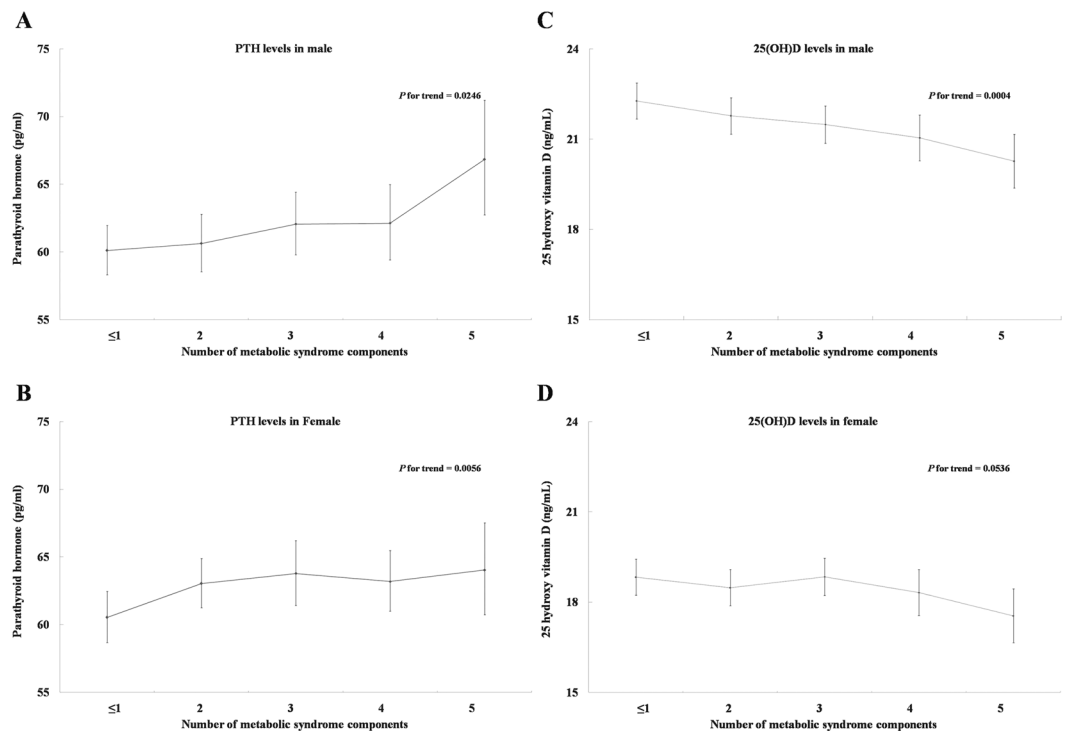 A
PTH levels in male
P for trend = 0.0246
Parathyroid hormone (pg/ml)
75
70
65
60
55
≤1
2
3
4
5
Number of metabolic syndrome components
C
25(OH)D levels in male
P for trend = 0.0004
25 hydroxy vitamin D (ng/mL)
24
21
18
15
≤1
2
3
4
5
Number of metabolic syndrome components
B
PTH levels in Female
P for trend = 0.0056
Parathyroid hormone (pg/ml)
75
70
65
60
55
≤1
2
3
4
5
Number of metabolic syndrome components
D
25(OH)D levels in female
P for trend = 0.0536
25 hydroxy vitamin D (ng/mL)
24
21
18
15
≤1
2
3
4
5
Number of metabolic syndrome components